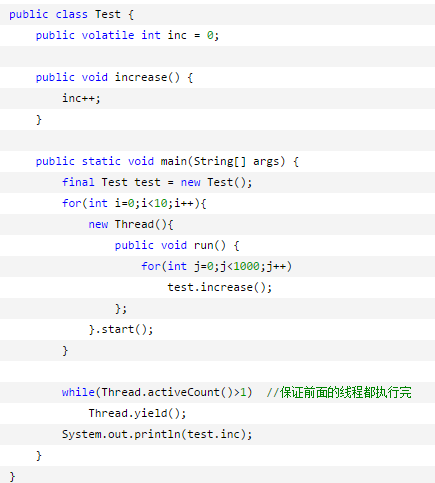 public class Test {
    public volatile int inc = 0;

    public void increase() {
        inc++;
    }

    public static void main(String[] args) {
        final Test test = new Test();
        for(int i=0;i<10;i++){
            new Thread(){
                public void run() {
                    for(int j=0;j<1000;j++)
                        test.increase();
                };
            }.start();
        }

        while(Thread.activeCount()>1)  //保证前面的线程都执行完
            Thread.yield();
        System.out.println(test.inc);
    }
}